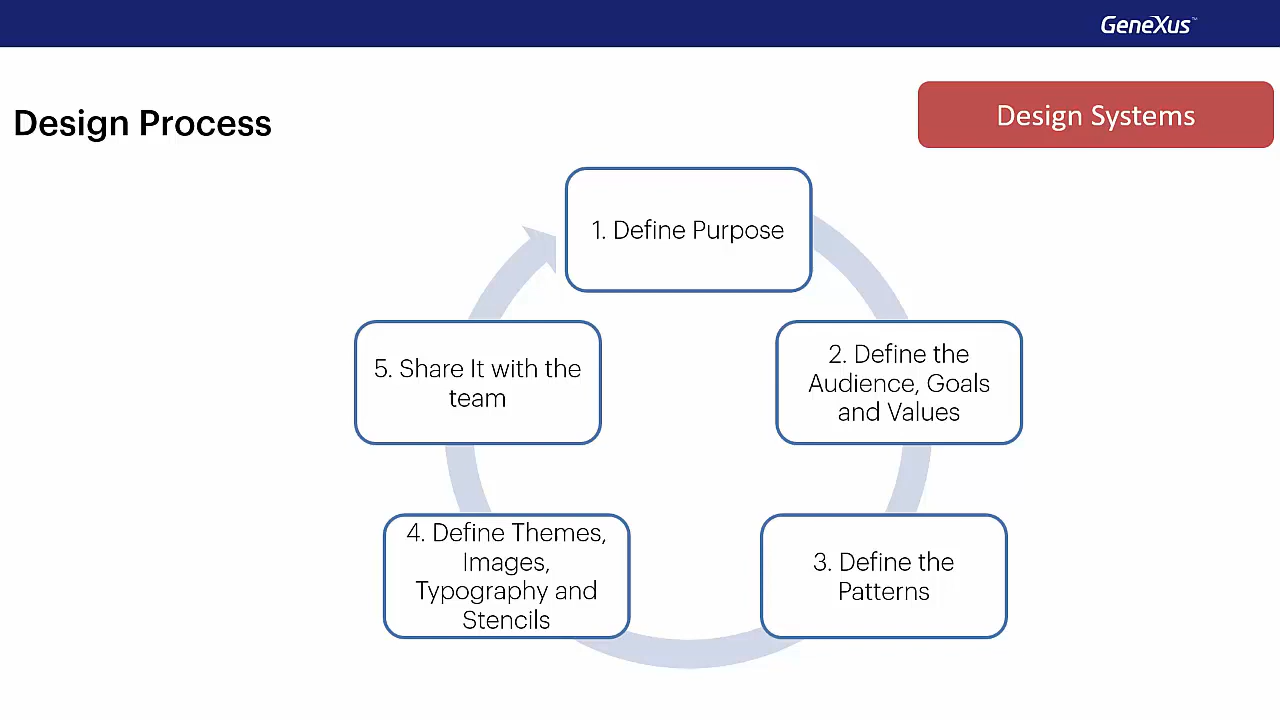 GeneXus™
Design Process
Design Systems
1. Define Purpose
2. Define the
Audience, Goals
and Values
3. Define the
Patterns
4. Define Themes,
Images,
Typography and
Stencils
5. Share It with the
team